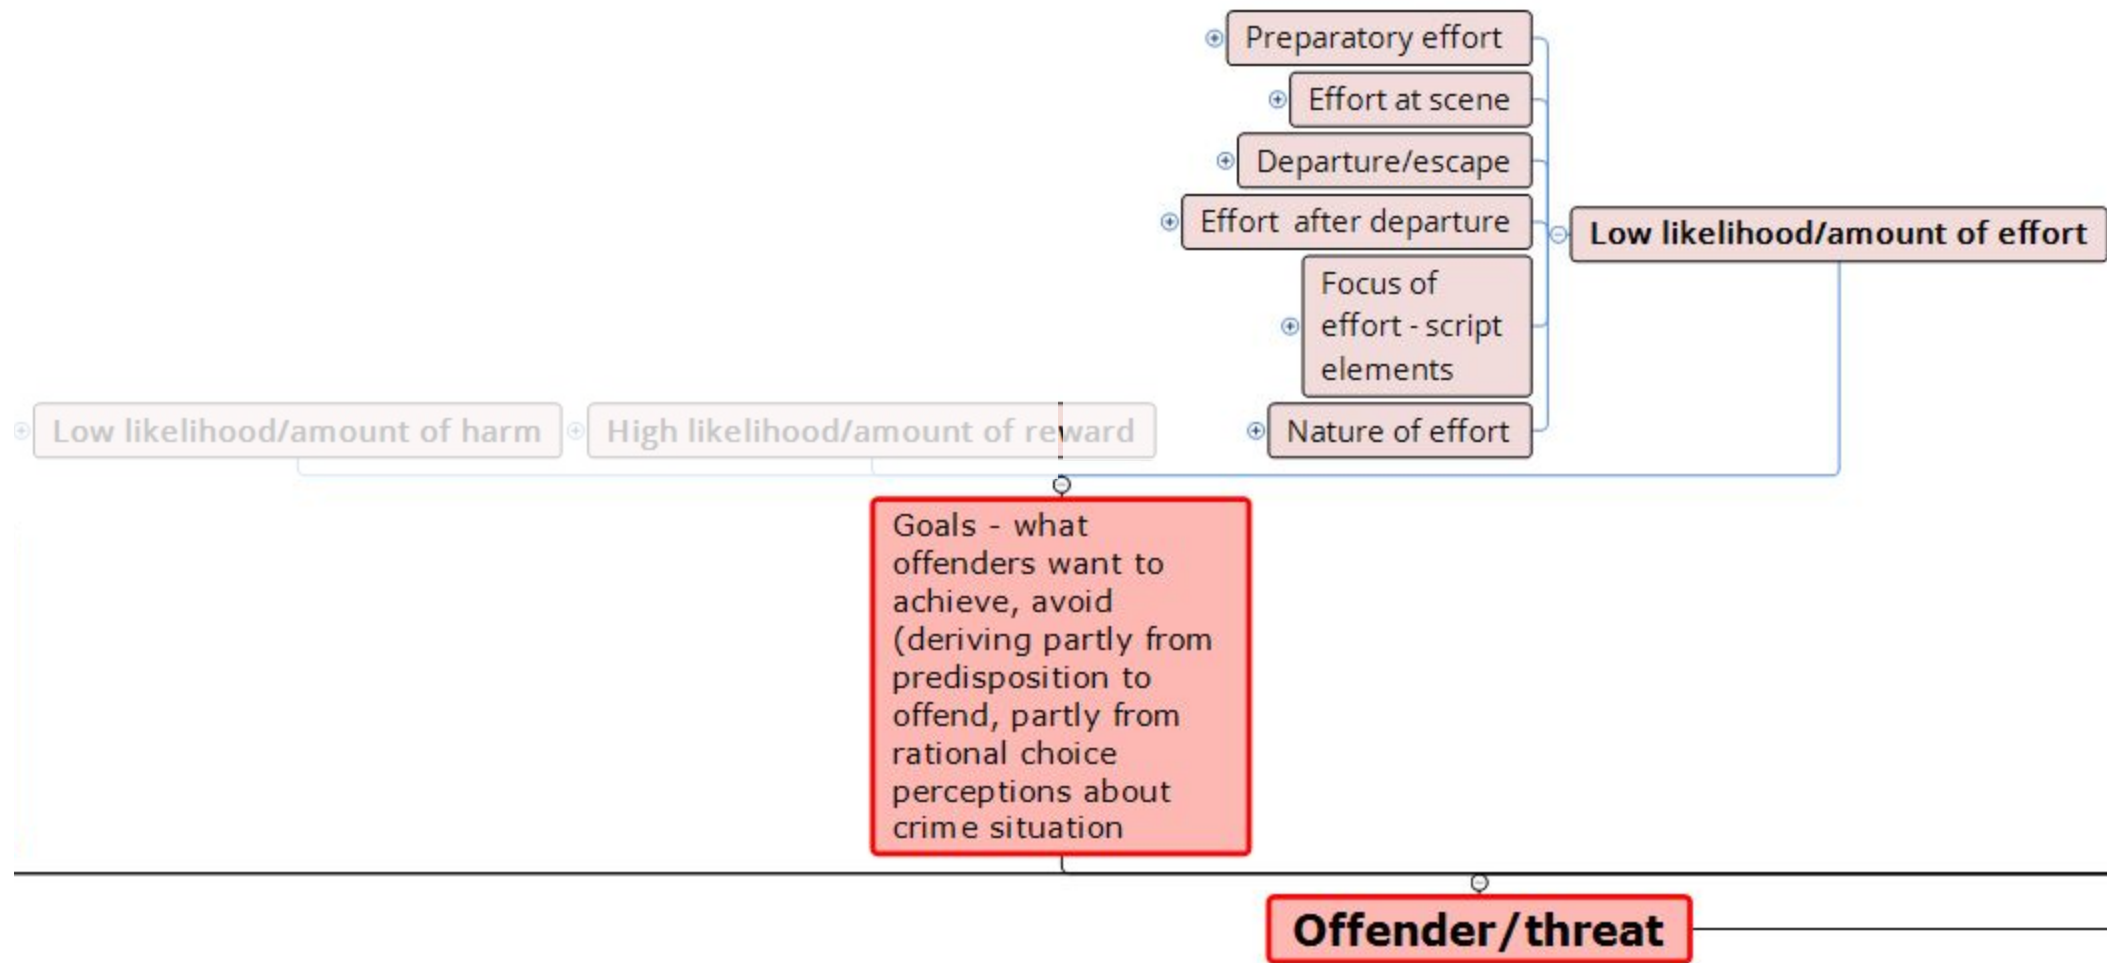 Preparatory effort
Effort at scene
Departure/escape
Effort after departure
Low likelihood/amount of effort
Focus of
effort - script
elements
Low likelihood/amount of harm
High likelihood/amount of reward
Nature of effort
Goals - what
offenders want to
achieve, avoid
(deriving partly from
predisposition to
offend, partly from
rational choice
perceptions about
crime situation
Offender/threat